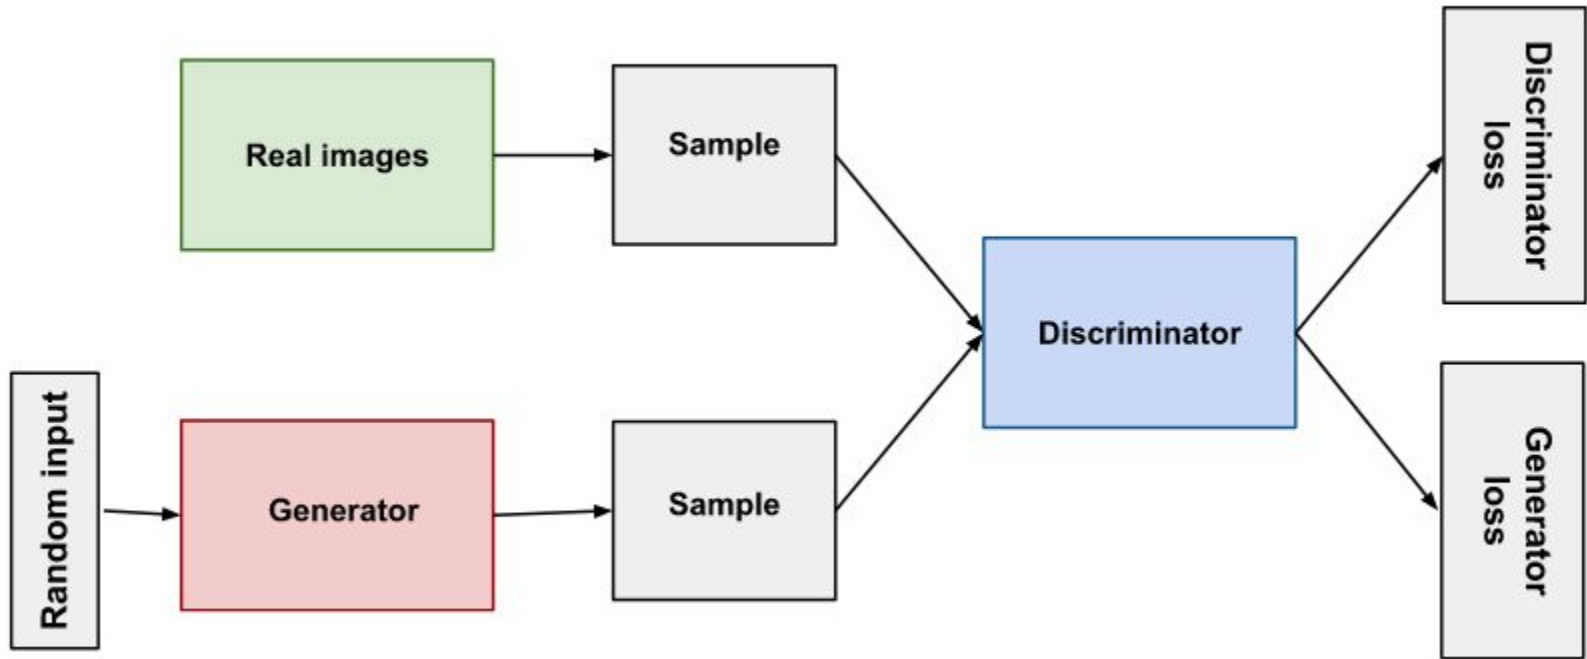 Real images
Sample
Discriminator
loss
Discriminator
Random input
Generator
Sample
Generator
loss